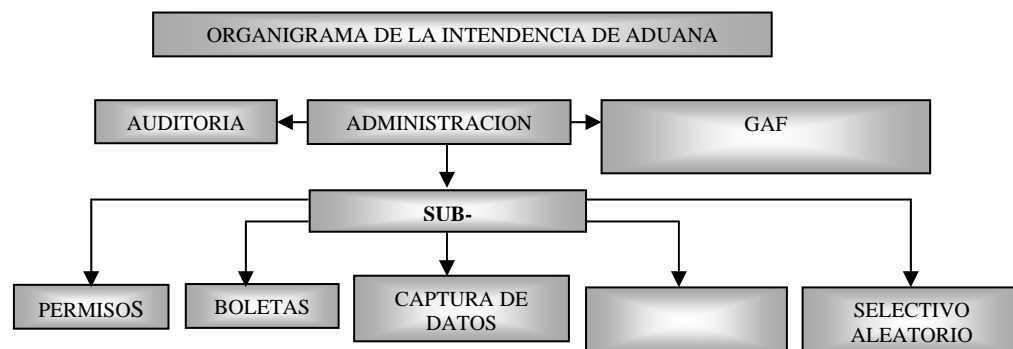 ORGANIGRAMA DE LA INTENDENCIA DE ADUANA
AUDITORIA
ADMINISTRACION
GAF
SUB-
PERMISOS
BOLETAS
CAPTURA DE
DATOS
SELECTIVO
ALEATORIO